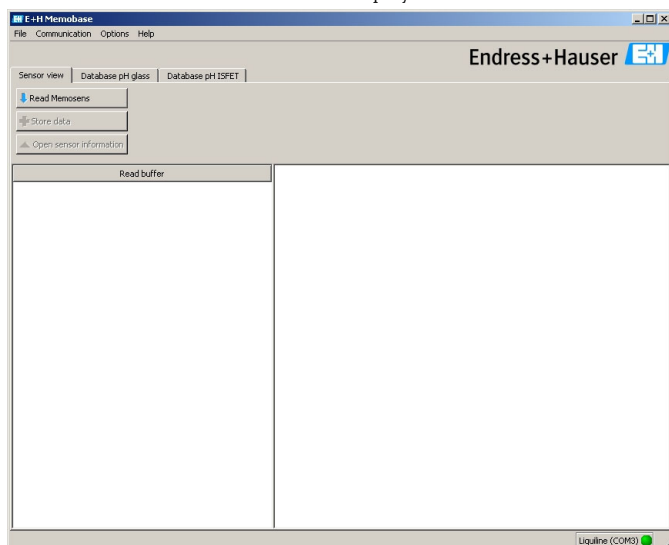 E+H Memobase
File Communication Options Help
Endress+Hauser E+H
Sensor view Database pH glass Database pH ISFET
Read Memosens
Store data
Open sensor information
Read buffer
Liquiline (COM3)